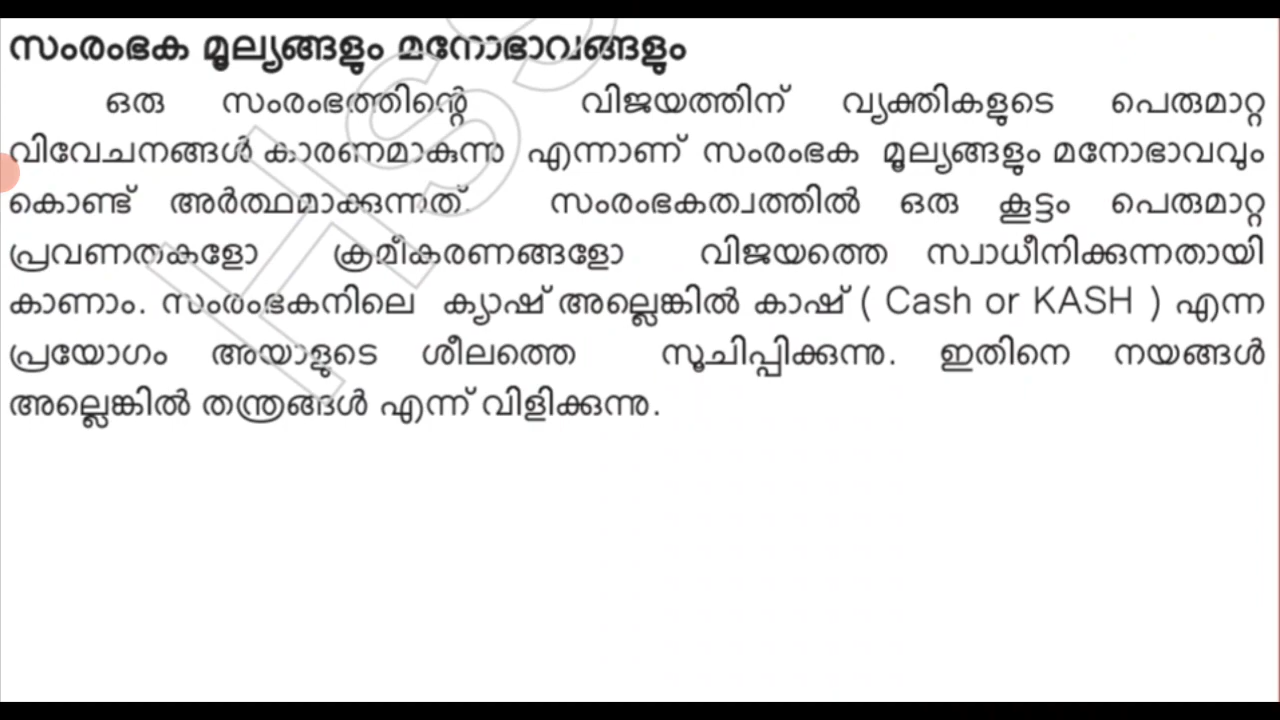 സംരംഭക മൂല്യങ്ങളും മനോഭാവങ്ങളും
ഒരു സംരംഭത്തിന്റെ വിജയത്തിന് വ്യക്തികളുടെ പെരുമാറ്റ
വിവേചനങ്ങൾ കാരണമാകുന്നു എന്നാണ് സംരംഭക മൂല്യങ്ങളും മനോഭാവവും
കൊണ്ട് അർത്ഥമാക്കുന്നത്. സംരംഭകത്വത്തിൽ ഒരു കൂട്ടം പെരുമാറ്റ
പ്രവണതകളോ ക്രമീകരണങ്ങളോ വിജയത്തെ സ്വാധീനിക്കുന്നതായി
കാണാം. സംരംഭകനിലെ ക്യാഷ് അല്ലെങ്കിൽ കാഷ് ( Cash or KASH ) എന്ന
പ്രയോഗം അയാളുടെ ശീലത്തെ സൂചിപ്പിക്കുന്നു. ഇതിനെ നയങ്ങൾ
അല്ലെങ്കിൽ തന്ത്രങ്ങൾ എന്ന് വിളിക്കുന്നു.